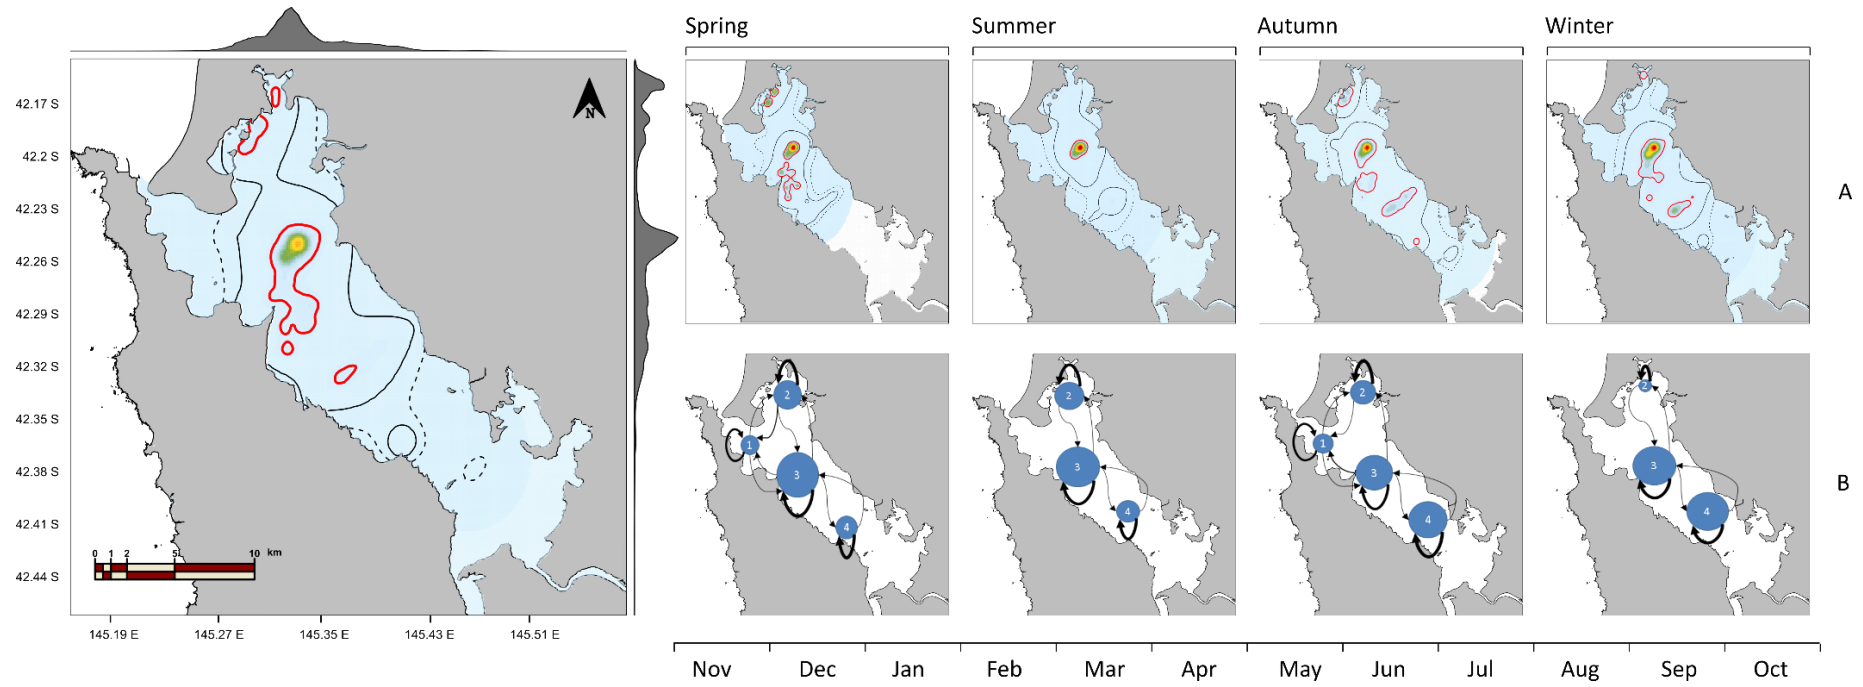 Spring Summer Autumn Winter
N
42.17 S
42.2 S
42.23 S
42.26 S
42.29 S
42.32 S
42.35 S
42.38 S
42.41 S
42.44 S
0 1 2 5 10 km
145.19 E 145.27 E 145.35 E 145.43 E 145.51 E
A
2 1 3 4
2 3 4
2 1 3 4
2 3 4
B
Nov Dec Jan Feb Mar Apr May Jun Jul Aug Sep Oct